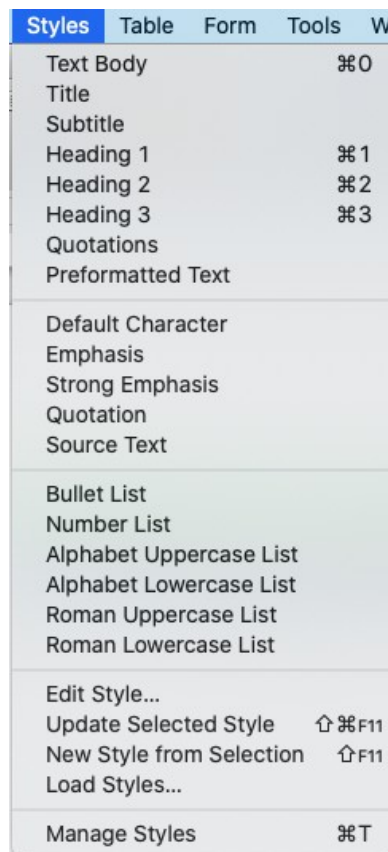 Styles Table Form Tools W
Text Body ⌘0
Title
Subtitle
Heading 1 ⌘1
Heading 2 ⌘2
Heading 3 ⌘3
Quotations
Preformatted Text
Default Character
Emphasis
Strong Emphasis
Quotation
Source Text
Bullet List
Number List
Alphabet Uppercase List
Alphabet Lowercase List
Roman Uppercase List
Roman Lowercase List
Edit Style...
Update Selected Style ⇧⌘F11
New Style from Selection ⇧F11
Load Styles...
Manage Styles ⌘T